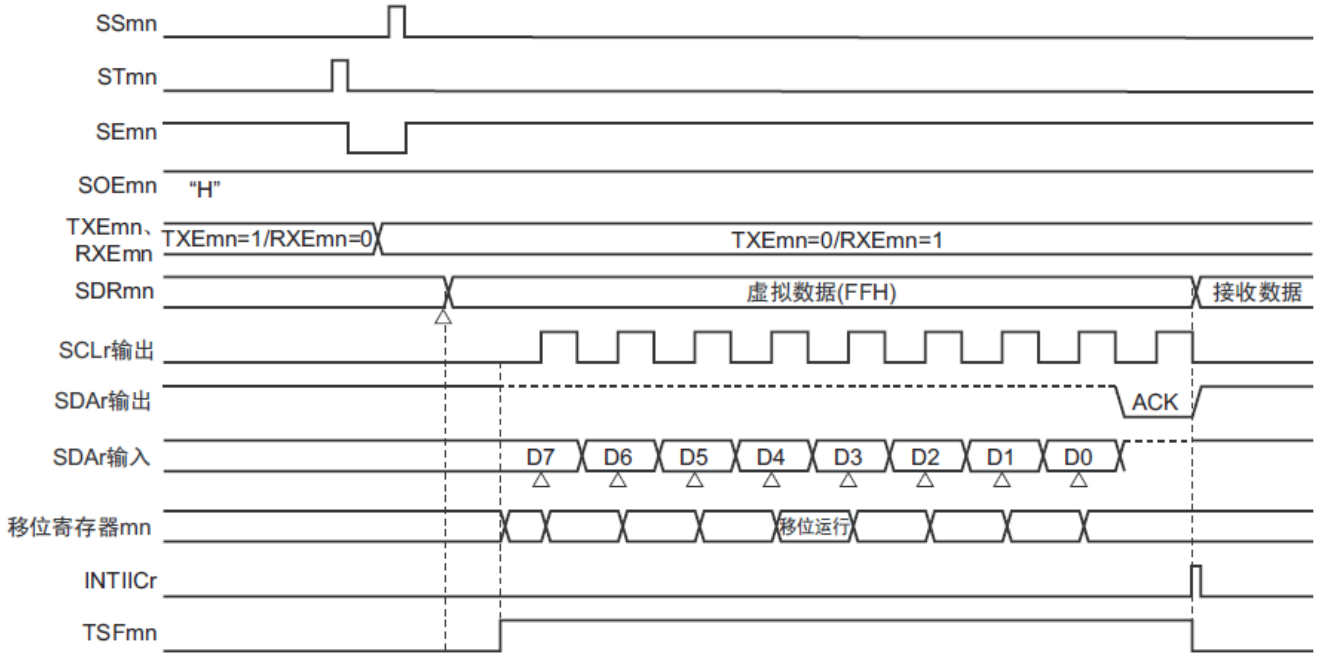 SSmn
STmn
SEmn
SOEmn “H”
TXEmn、
RXEmn
TXEmn=1/RXEmn=0 TXEmn=0/RXEmn=1
SDRmn 虚拟数据(FFH) 接收数据
SCLr输出
SDAr输出 ACK
SDAr输入 D7 D6 D5 D4 D3 D2 D1 D0
移位寄存器mn 移位运行
INTIICr
TSFmn